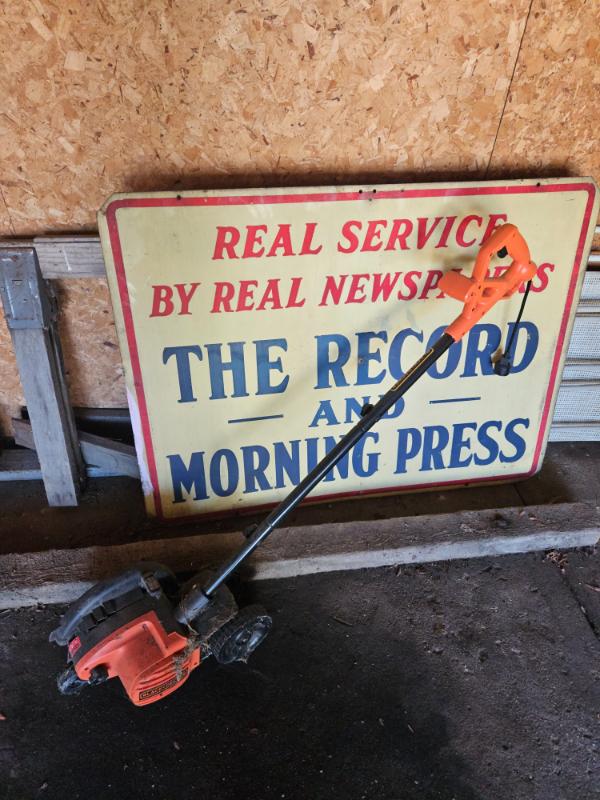 REAL SERVICE
BY REAL NEWSPAPERS
THE RECORD
AND
MORNING PRESS